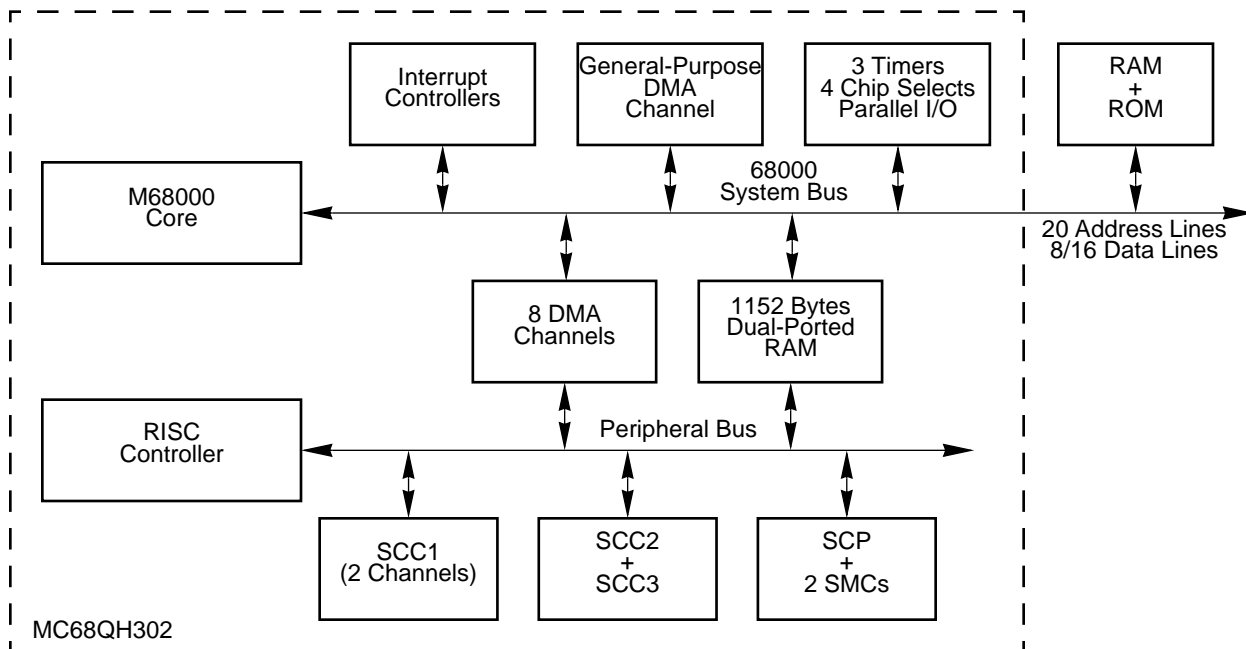 Interrupt
Controllers
General-Purpose
DMA
Channel
3 Timers
4 Chip Selects
Parallel I/O
RAM
+
ROM
M68000
Core
68000
System Bus
20 Address Lines
8/16 Data Lines
8 DMA
Channels
1152 Bytes
Dual-Ported
RAM
RISC
Controller
Peripheral Bus
SCC1
(2 Channels)
SCC2
+
SCC3
SCP
+
2 SMCs
MC68QH302